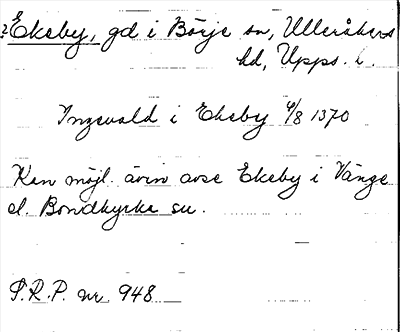 ? Ekeby, gd i Börje sn, Ulleråkers
hd, Upps. l.
Ingevald i Ekeby 4/8 1370
Kan möjl. även avse Ekeby i Vänge
el. Bondkyrka sn.
S.R.P. nr 948